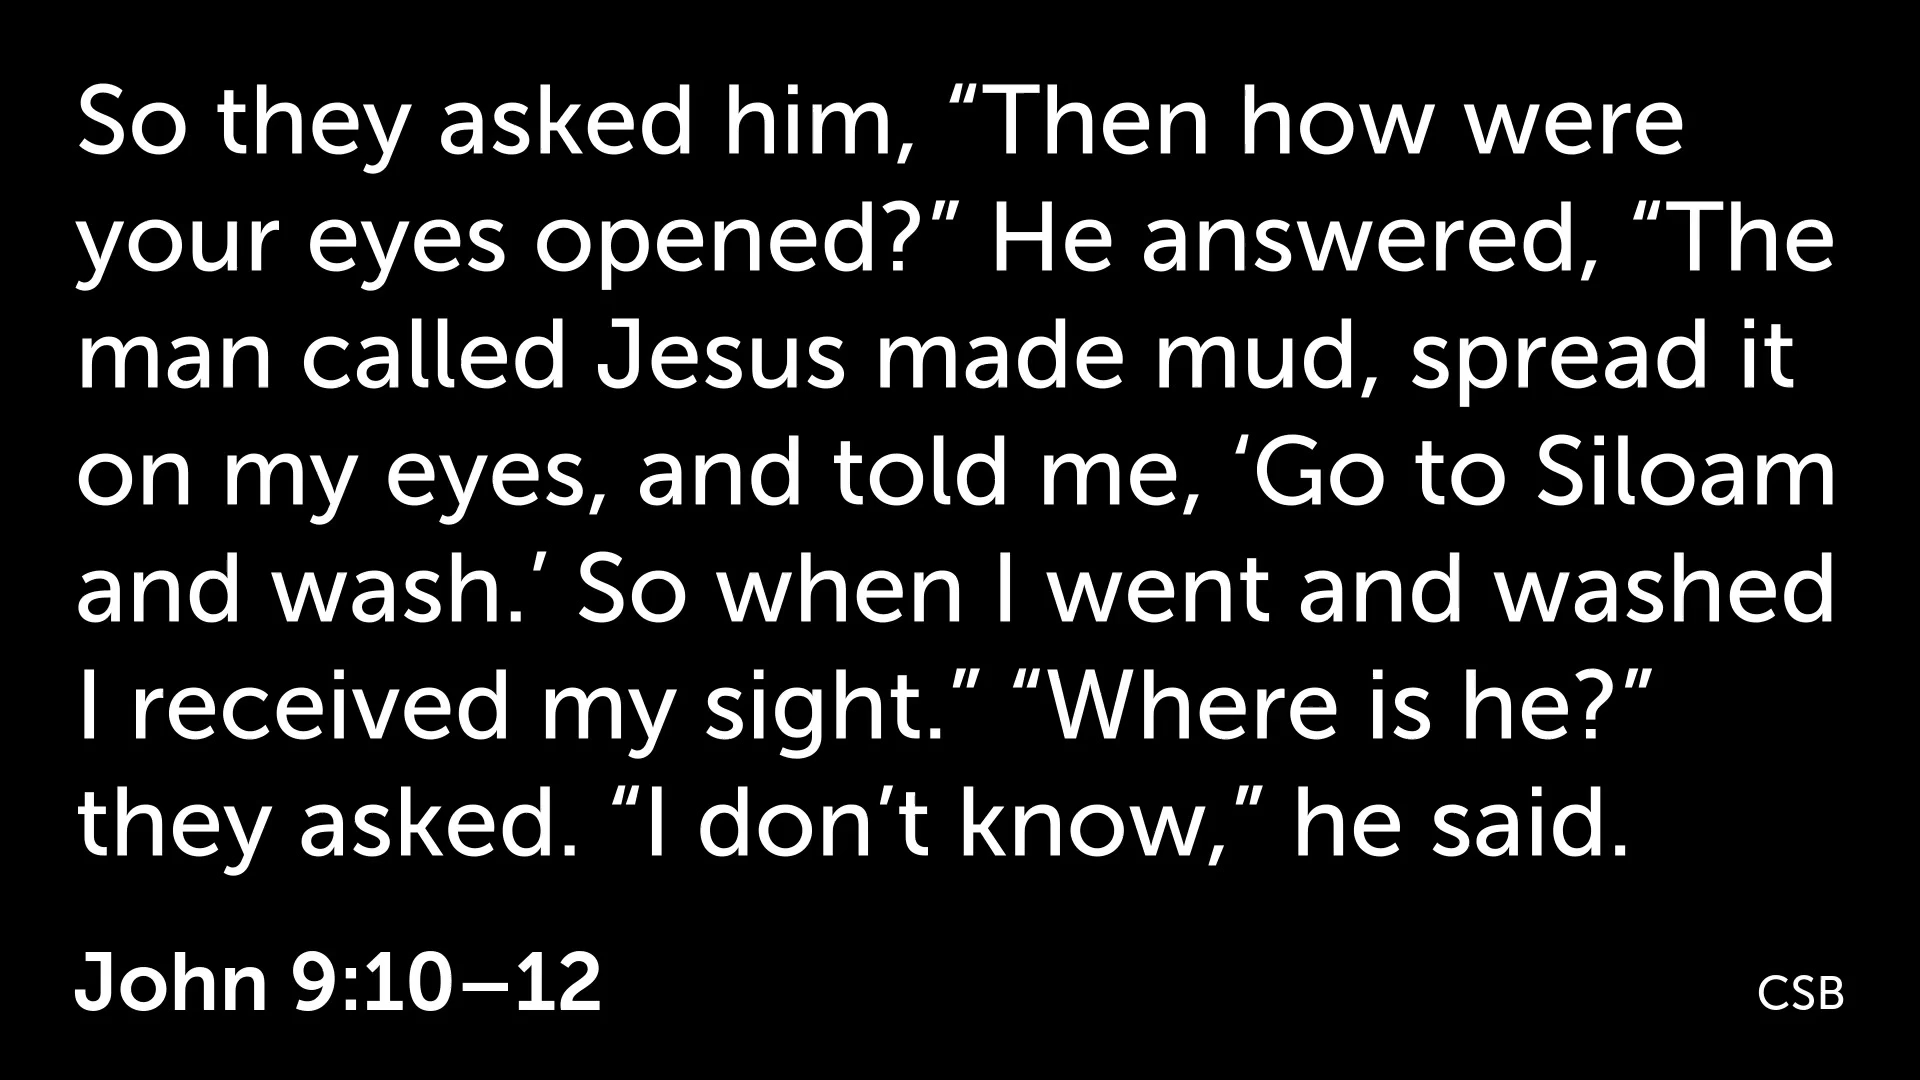 So they asked him, “Then how were
your eyes opened?” He answered, “The
man called Jesus made mud, spread it
on my eyes, and told me, ‘Go to Siloam
and wash.’ So when I went and washed
I received my sight.” “Where is he?”
they asked. “I don’t know,” he said.
John 9:10–12
CSB